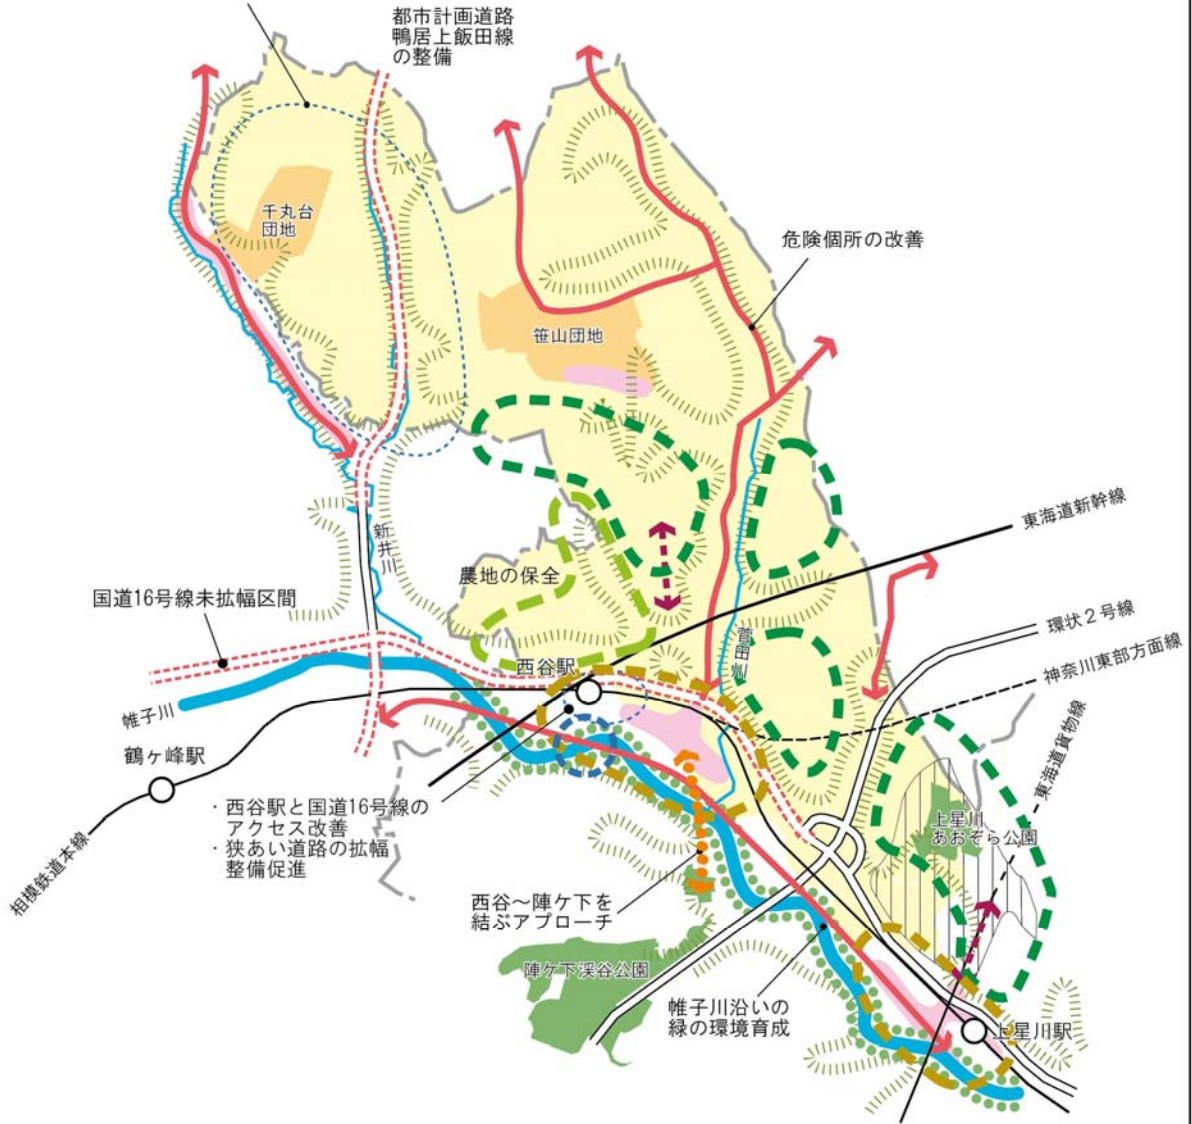 都市計画道路
鴨居上飯田線
の整備
千丸台
団地
危険個所の改善
笹山団地
東海道新幹線
新井川
農地の保全
国道16号線未拡幅区間
環状２号線
菅田川
西谷駅
神奈川東部方面線
帷子川
鶴ヶ峰駅
東海道貨物線
・西谷駅と国道16号線の
アクセス改善
・狭あい道路の拡幅
整備促進
上星川
あおぞら公園
相模鉄道本線
西谷～陣ケ下を
結ぶアプローチ
陣ケ下渓谷公園
帷子川沿いの
緑の環境育成
上星川駅